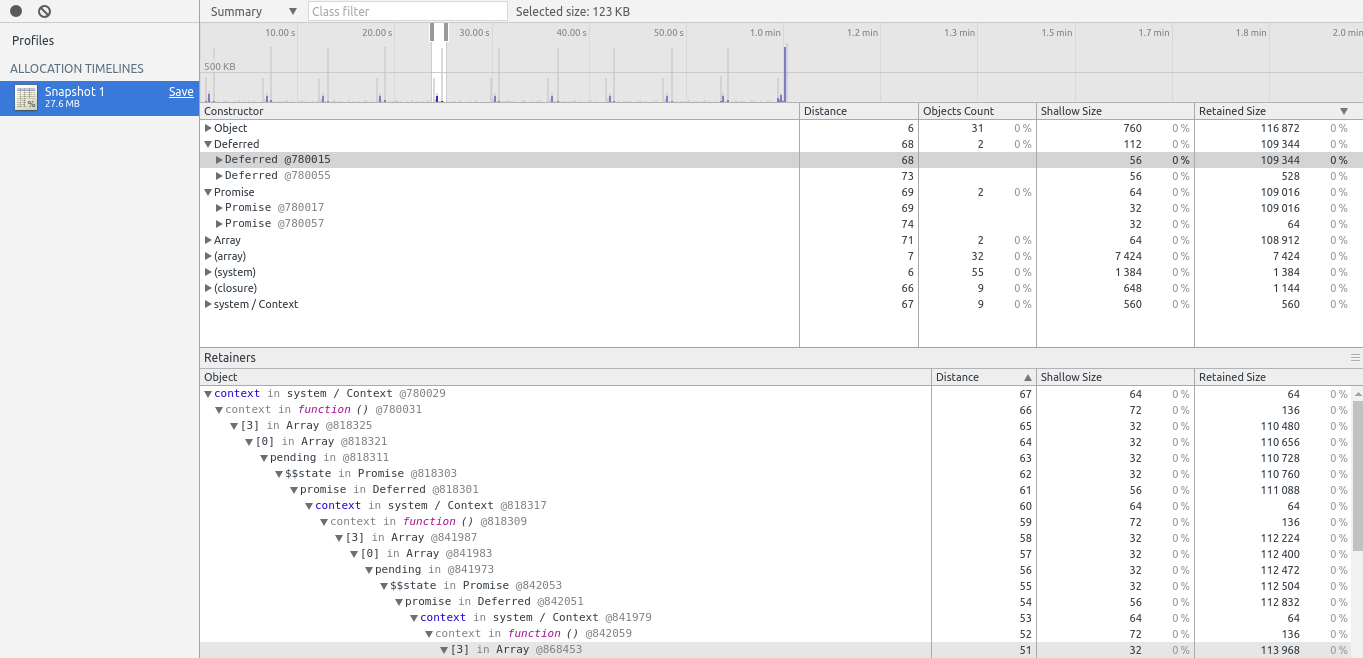 Summary ▼ Class filter Selected size: 123 KB
Profiles
ALLOCATION TIMELINES
Snapshot 1 Save
27.6 MB
10.00 s 20.00 s 30.00 s 40.00 s 50.00 s 1.0 min 1.2 min 1.3 min 1.5 min 1.7 min 1.8 min 2.0 min
500 KB
Constructor Distance Objects Count Shallow Size Retained Size ▼
▶Object 6 31 0 % 760 0 % 116 872 0 %
▼Deferred 68 2 0 % 112 0 % 109 344 0 %
▶Deferred @780015 68 56 0 % 109 344 0 %
▶Deferred @780055 73 56 0 % 528 0 %
▼Promise 69 2 0 % 64 0 % 109 016 0 %
▶Promise @780017 69 32 0 % 109 016 0 %
▶Promise @780057 74 32 0 % 64 0 %
▶Array 71 2 0 % 64 0 % 108 912 0 %
▶(array) 7 32 0 % 7 424 0 % 7 424 0 %
▶(system) 6 55 0 % 1 384 0 % 1 384 0 %
▶(closure) 66 9 0 % 648 0 % 1 144 0 %
▶system / Context 67 9 0 % 560 0 % 560 0 %
Retainers
Object Distance ▲ Shallow Size Retained Size
▼context in system / Context @780029 67 64 0 % 64 0 %
▼context in function () @780031 66 72 0 % 136 0 %
▼[3] in Array @818325 65 32 0 % 110 480 0 %
▼[0] in Array @818321 64 32 0 % 110 656 0 %
▼pending in @818311 63 32 0 % 110 728 0 %
▼$$state in Promise @818303 62 32 0 % 110 760 0 %
▼promise in Deferred @818301 61 56 0 % 111 088 0 %
▼context in system / Context @818317 60 64 0 % 64 0 %
▼context in function () @818309 59 72 0 % 136 0 %
▼[3] in Array @841987 58 32 0 % 112 224 0 %
▼[0] in Array @841983 57 32 0 % 112 400 0 %
▼pending in @841973 56 32 0 % 112 472 0 %
▼$$state in Promise @842053 55 32 0 % 112 504 0 %
▼promise in Deferred @842051 54 56 0 % 112 832 0 %
▼context in system / Context @841979 53 64 0 % 64 0 %
▼context in function () @842059 52 72 0 % 136 0 %
▼[3] in Array @868453 51 32 0 % 113 968 0 %